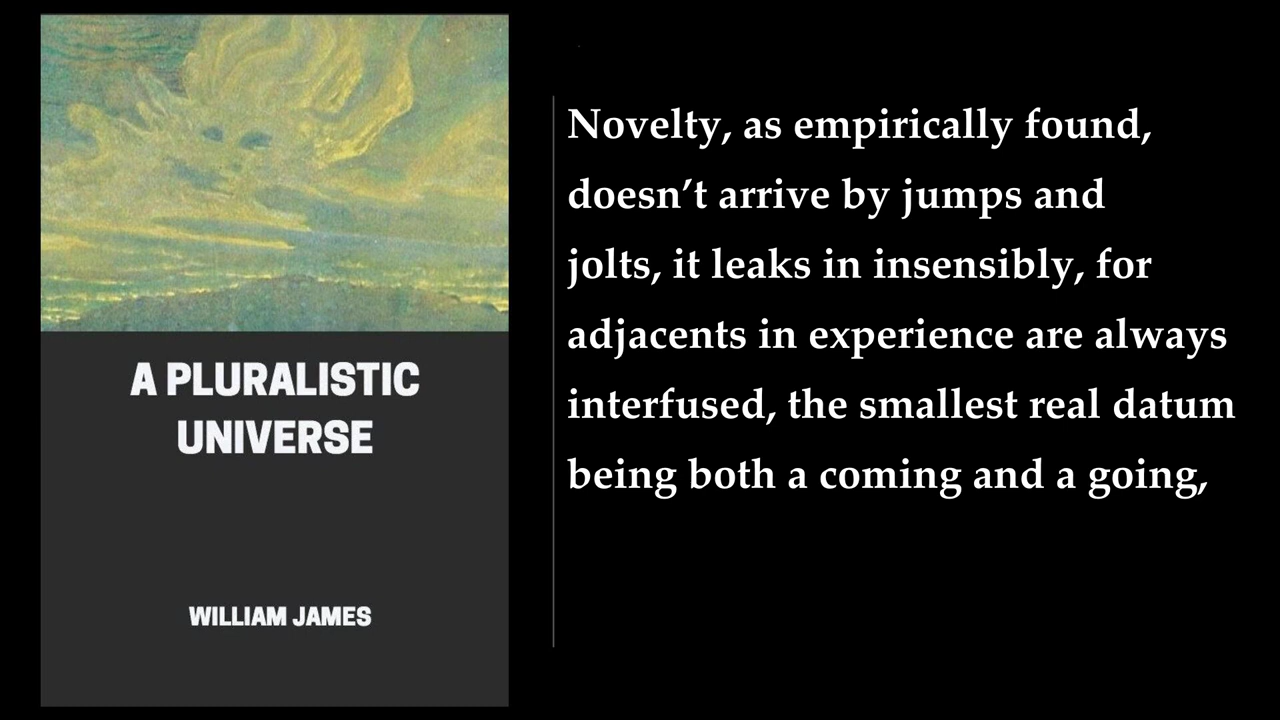 A PLURALISTIC
UNIVERSE
WILLIAM JAMES
Novelty, as empirically found,
doesn’t arrive by jumps and
jolts, it leaks in insensibly, for
adjacents in experience are always
interfused, the smallest real datum
being both a coming and a going,